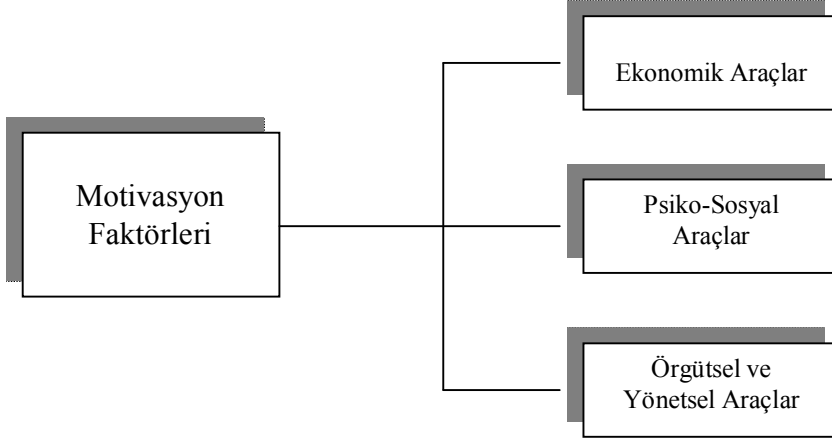 Motivasyon
Faktörleri
Ekonomik Araçlar
Psiko-Sosyal
Araçlar
Örgütsel ve
Yönetsel Araçlar